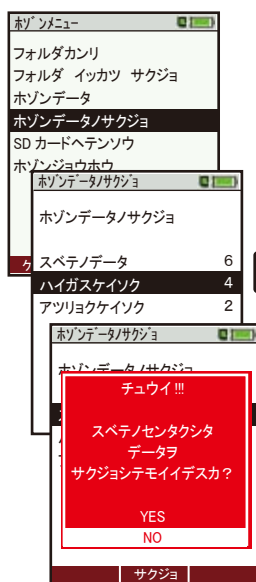 ﾎｿﾞﾝﾒﾆｭｰ
フォルダカンリ
フォルダ イッカツ サクジョ
ホゾンデータ
ホゾンデータノサクジョ
SD カードヘテンソウ
ホゾンジョウホウ
ﾎｿﾞﾝﾃﾞｰﾀﾉｻｸｼﾞｮ
ホゾンデータノサクジョ
スベテノデータ 6
ハイガスケイソク 4
アツリョクケイソク 2
ﾎｿﾞﾝﾃﾞｰﾀﾉｻｸｼﾞｮ
ホゾンデータノサクジョ
チュウイ !!!
スベテノセンタクシタ
データヲ
サクジョシテモイイデスカ？
YES
NO
サクジョ